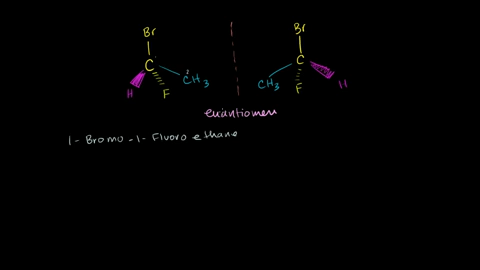 Br Br
C C
CH3 CH3
H F F H
enantiomers
1-Bromo-1-Fluoro ethane